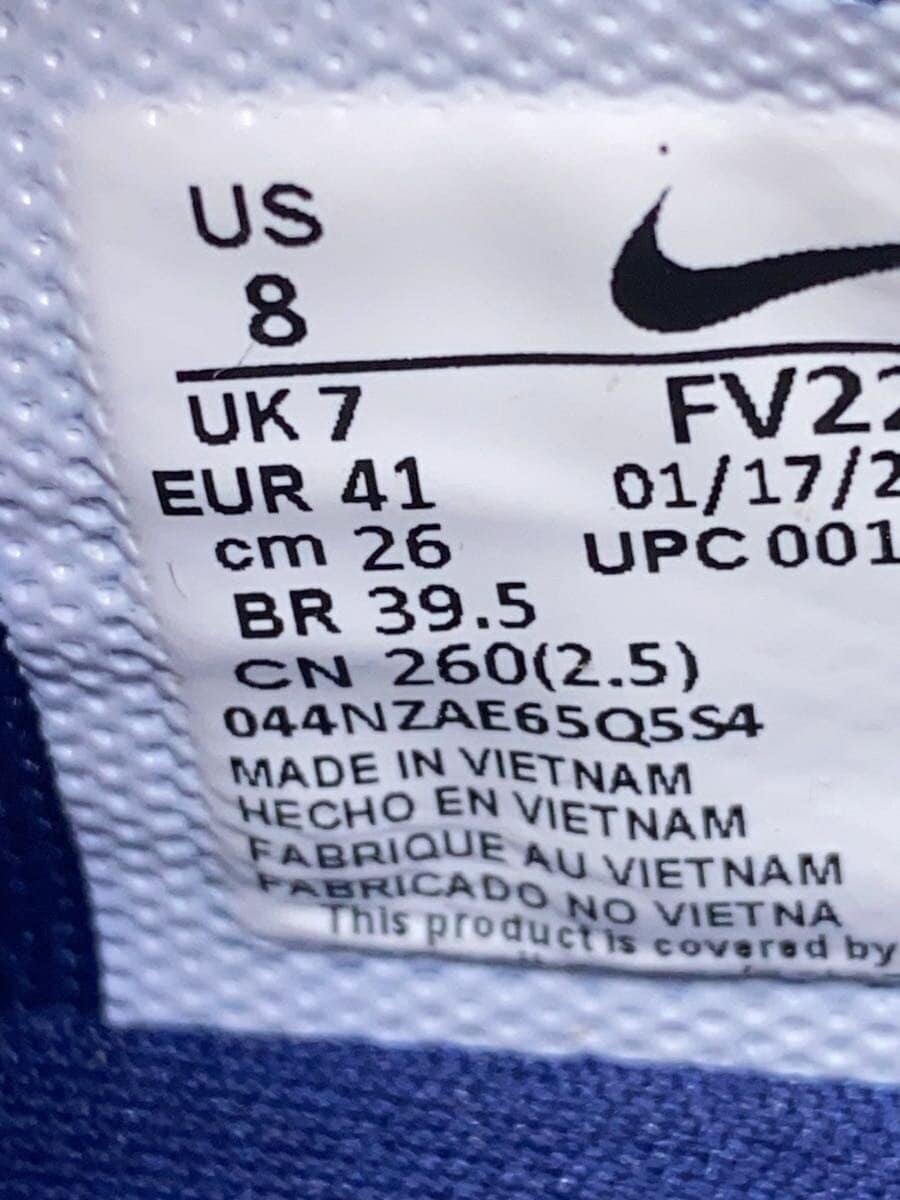 US
8
UK 7
FV22
EUR 41
01/17/2
cm 26
UPC 001
BR 39.5
CN 260(2.5)
044NZAE65Q5S4
MADE IN VIETNAM
HECHO EN VIETNAM
FABRIQUE AU VIETNAM
FABRICADO NO VIETNA
This product is covered by